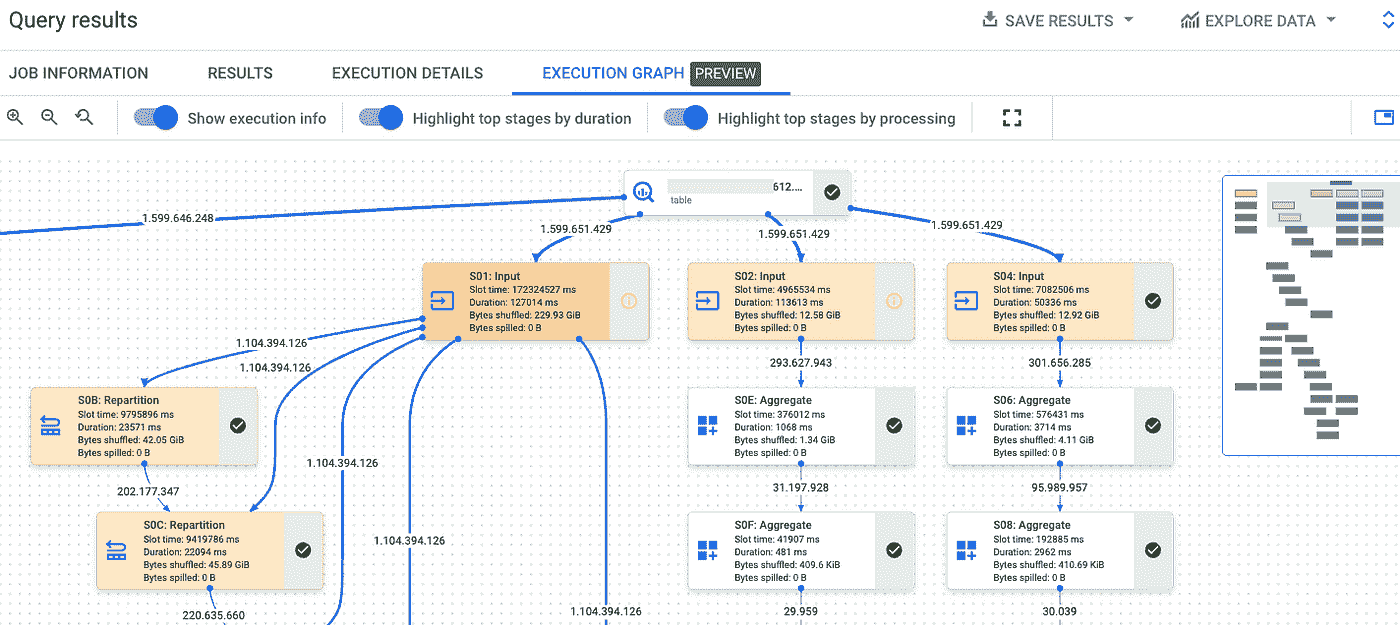 Query results
SAVE RESULTS
EXPLORE DATA
JOB INFORMATION
RESULTS
EXECUTION DETAILS
EXECUTION GRAPH PREVIEW
Show execution info
Highlight top stages by duration
Highlight top stages by processing
612....
table
1.599.646.248
1.599.651.429
1.599.651.429
1.599.651.429
S01: Input
Slot time: 172324527 ms
Duration: 127014 ms
Bytes shuffled: 229.93 GiB
Bytes spilled: 0 B
S02: Input
Slot time: 4965534 ms
Duration: 113613 ms
Bytes shuffled: 12.58 GiB
Bytes spilled: 0 B
S04: Input
Slot time: 7082506 ms
Duration: 50336 ms
Bytes shuffled: 12.92 GiB
Bytes spilled: 0 B
1.104.394.126
1.104.394.126
293.627.943
301.656.285
S0B: Repartition
Slot time: 9795896 ms
Duration: 23571 ms
Bytes shuffled: 42.05 GiB
Bytes spilled: 0 B
S0E: Aggregate
Slot time: 376012 ms
Duration: 1068 ms
Bytes shuffled: 1.34 GiB
Bytes spilled: 0 B
S06: Aggregate
Slot time: 576431 ms
Duration: 3714 ms
Bytes shuffled: 4.11 GiB
Bytes spilled: 0 B
1.104.394.126
202.177.347
31.197.928
95.989.957
S0C: Repartition
Slot time: 9419786 ms
Duration: 22094 ms
Bytes shuffled: 45.89 GiB
Bytes spilled: 0 B
1.104.394.126
S0F: Aggregate
Slot time: 41907 ms
Duration: 481 ms
Bytes shuffled: 409.6 KiB
Bytes spilled: 0 B
S08: Aggregate
Slot time: 192885 ms
Duration: 2962 ms
Bytes shuffled: 410.69 KiB
Bytes spilled: 0 B
220.635.660
1.104.394.126
29.959
30.039